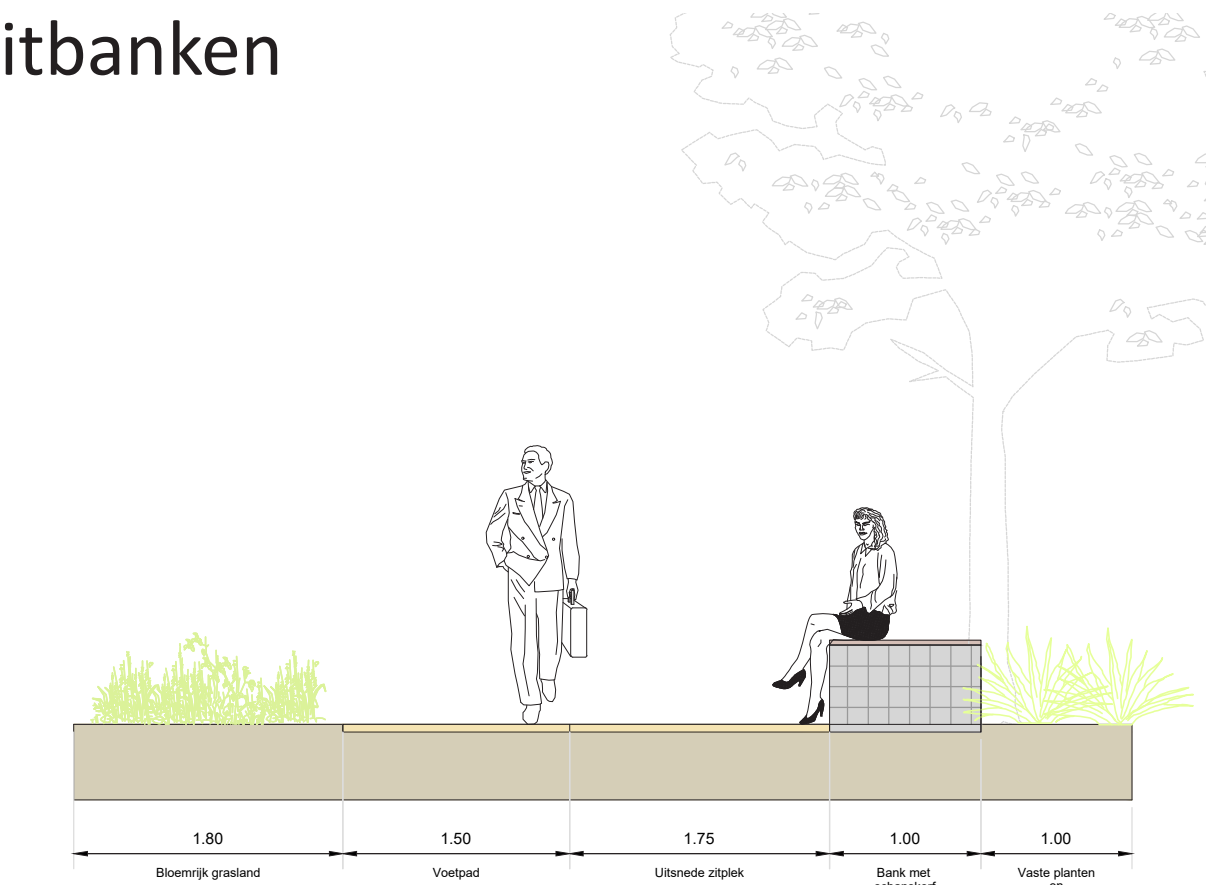 itbanken
1.80
1.50
1.75
1.00
1.00
Bloemrijk grasland
Voetpad
Uitsnede zitplek
Bank met
Vaste planten